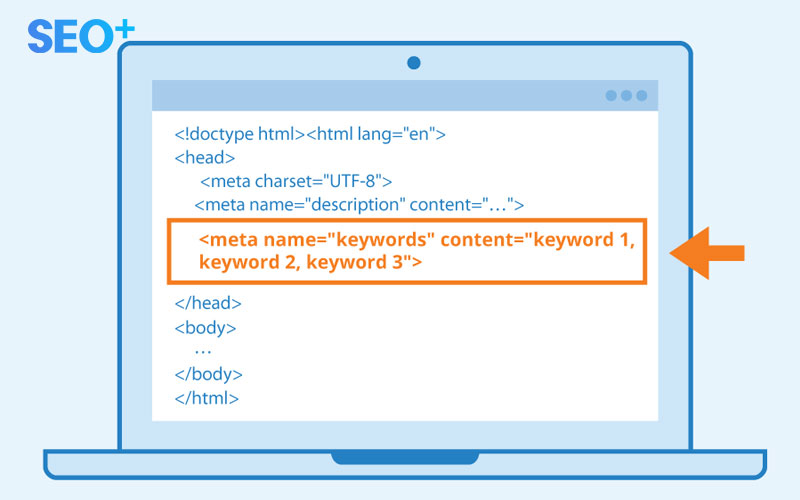 SEO+
<!doctype html><html lang="en">
<head>
<meta charset="UTF-8">
<meta name="description" content="...">
<meta name="keywords" content="keyword 1,
keyword 2, keyword 3">
</head>
<body>
...
</body>
</html>